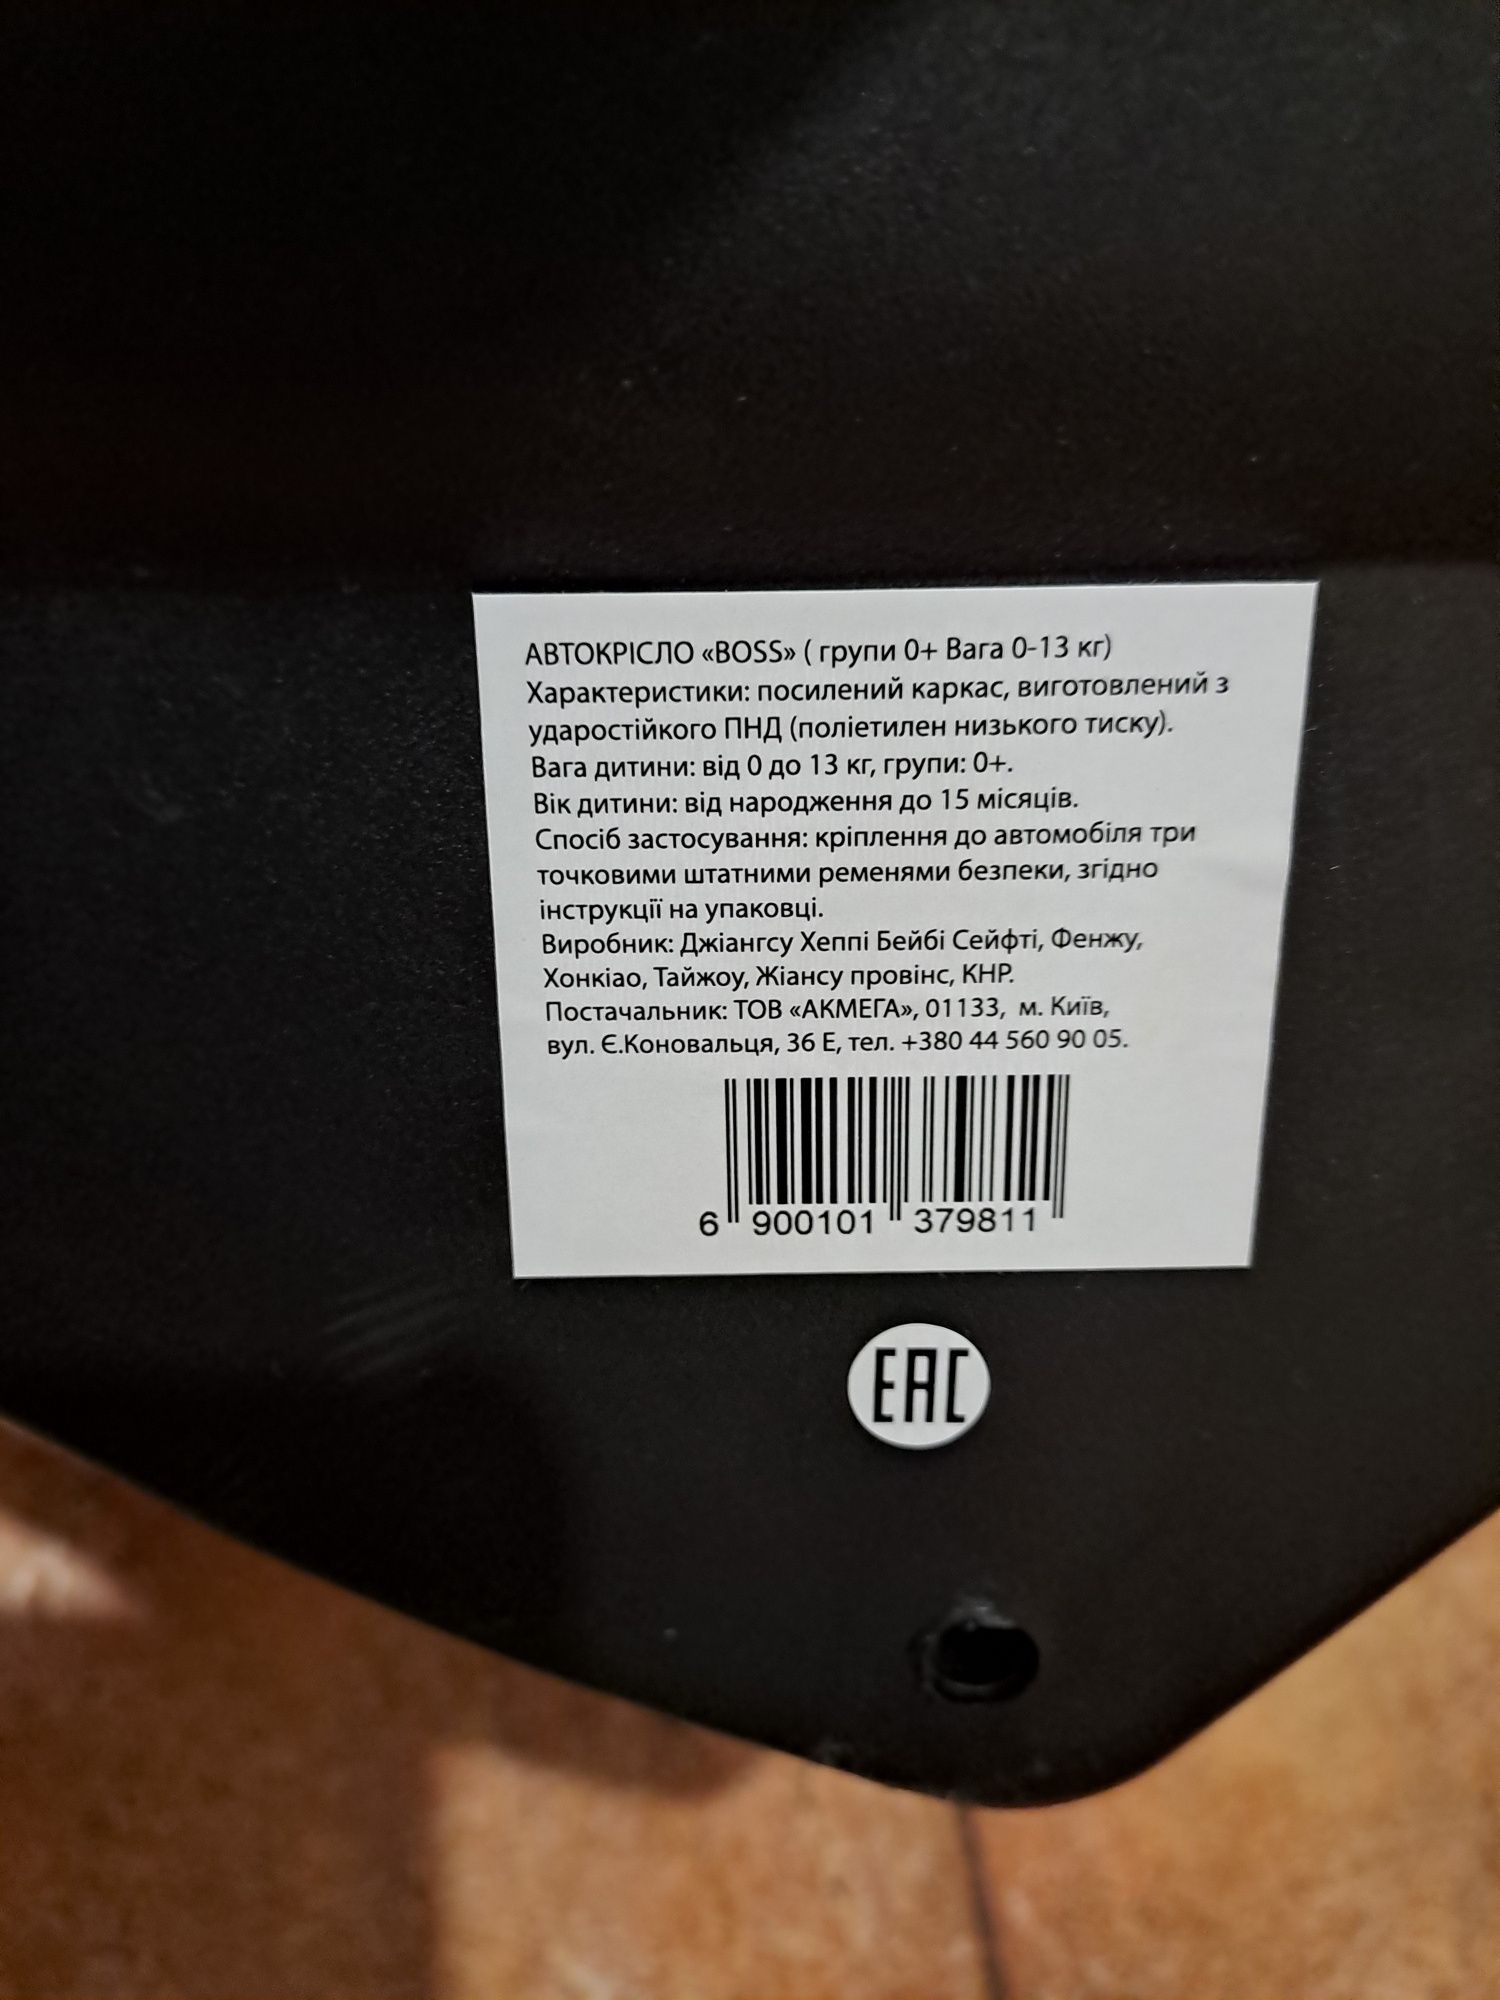 АВТОКРІСЛО «BOSS» ( групи 0+ Вага 0-13 кг)
Характеристики: посилений каркас, виготовлений з
ударостійкого ПНД (поліетилен низького тиску).
Вага дитини: від 0 до 13 кг, групи: 0+.
Вік дитини: від народження до 15 місяців.
Спосіб застосування: кріплення до автомобіля три
точковими штатними ременями безпеки, згідно
інструкції на упаковці.
Виробник: Джіангсу Хеппі Бейбі Сейфті, Фенжу,
Хонкіао, Тайжоу, Жіансу провінс, КНР.
Постачальник: ТОВ «АКМЕГА», 01133, м. Київ,
вул. Є.Коновальця, 36 Е, тел. +380 44 560 90 05.
6 900101 379811
EAC